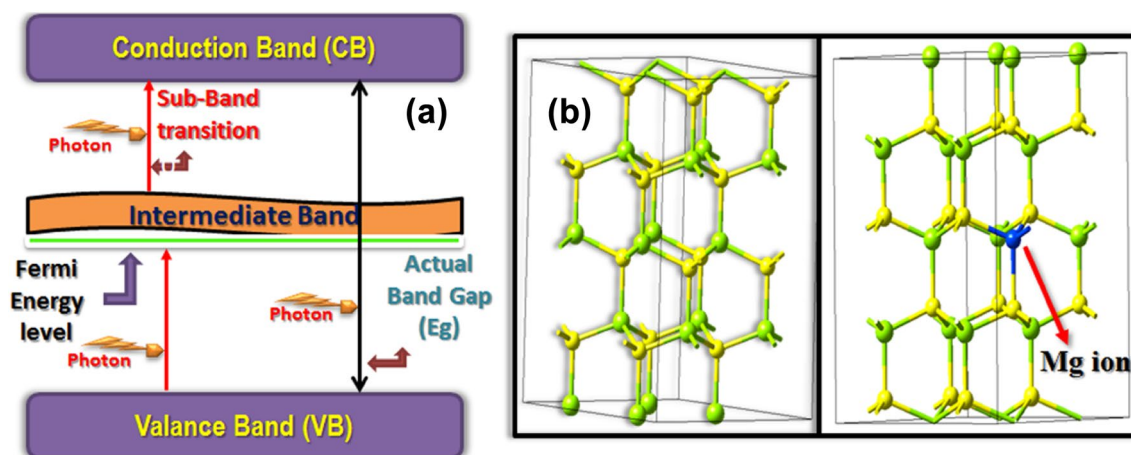 Conduction Band (CB)
Sub-Band
transition
(a)
Photon
Intermediate Band
Fermi
Energy
level
Actual
Band Gap
(Eg)
Photon
Photon
Valance Band (VB)
(b)
Mg ion